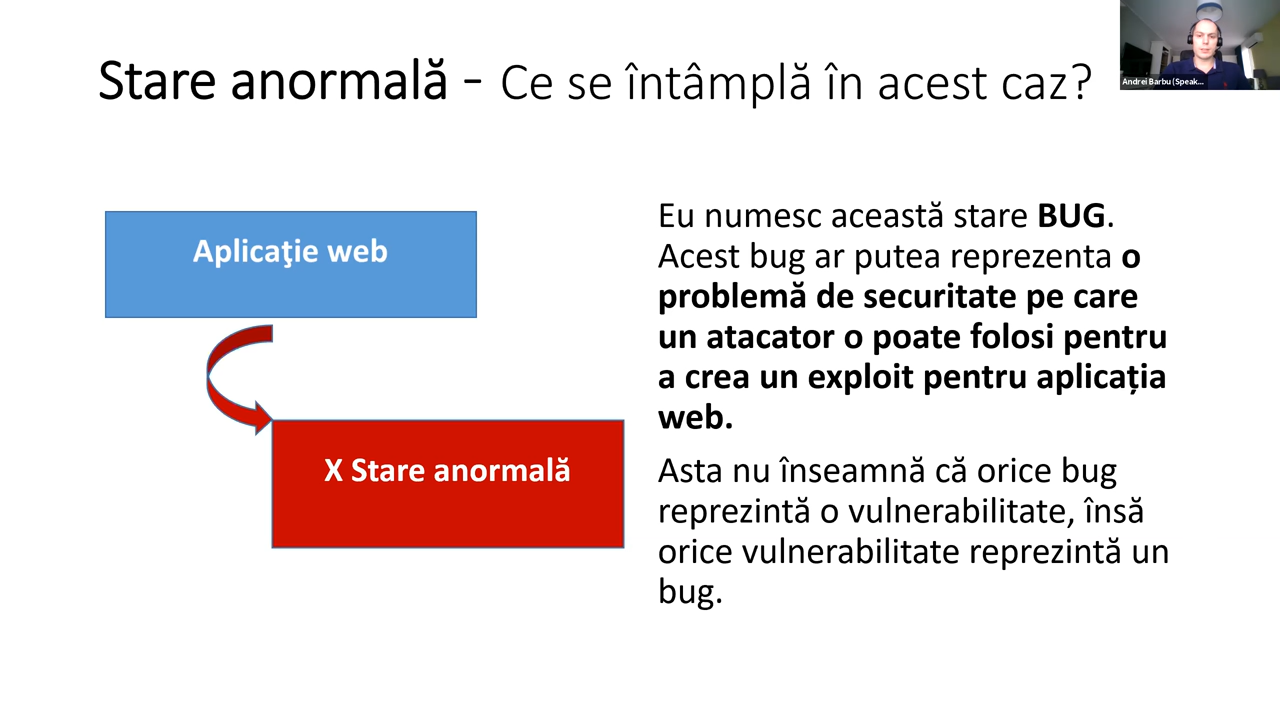 Stare anormală - Ce se întâmplă în acest caz?
Andrei Barbu (Speak...
Aplicaţie web
X Stare anormală
Eu numesc această stare BUG.
Acest bug ar putea reprezenta o
problemă de securitate pe care
un atacator o poate folosi pentru
a crea un exploit pentru aplicația
web.
Asta nu înseamnă că orice bug
reprezintă o vulnerabilitate, însă
orice vulnerabilitate reprezintă un
bug.